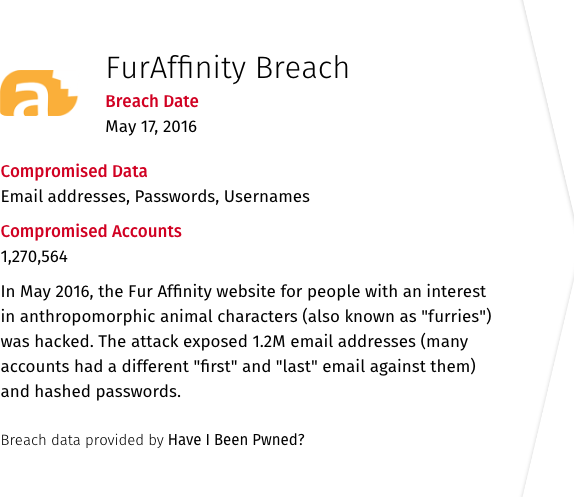 FurAffinity Breach
a
Breach Date
May 17, 2016
Compromised Data
Email addresses, Passwords, Usernames
Compromised Accounts
1,270,564
In May 2016, the Fur Affinity website for people with an interest
in anthropomorphic animal characters (also known as "furries")
was hacked. The attack exposed 1.2M email addresses (many
accounts had a different "first" and "last" email against them)
and hashed passwords.
Breach data provided by Have I Been Pwned?